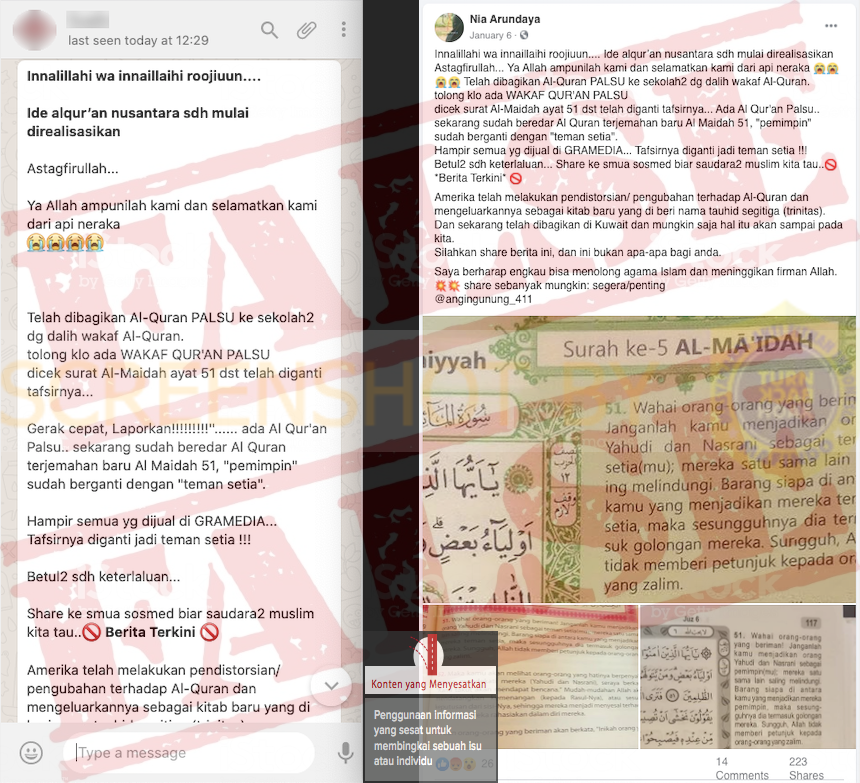 last seen today at 12:29
Innalillahi wa innaillaihi roojiuun....
Ide alqur'an nusantara sdh mulai
direalisasikan
Astagfirullah...
Ya Allah ampunilah kami dan selamatkan kami
dari api neraka
😭😭😭😭
Telah dibagikan Al-Quran PALSU ke sekolah2
dg dalih wakaf Al-Quran.
tolong klo ada WAKAF QUR'AN PALSU
dicek surat Al-Maidah ayat 51 dst telah diganti
tafsirnya...
Gerak cepat, Laporkan!!!!!!!!!"...... ada Al Qur'an
Palsu.. sekarang sudah beredar Al Quran
terjemahan baru Al Maidah 51, "pemimpin"
sudah berganti dengan "teman setia".
Hampir semua yg dijual di GRAMEDIA...
Tafsirnya diganti jadi teman setia !!!
Betul2 sdh keterlaluan...
Share ke smua sosmed biar saudara2 muslim
kita tau..🚫 Berita Terkini 🚫
Amerika telah melakukan pendistorsian/
pengubahan terhadap Al-Quran dan
mengeluarkannya sebagai kitab baru yang di
Type a message
Nia Arundaya
January 6
Innalillahi wa innaillahi roojiuun.... Ide alqur'an nusantara sdh mulai direalisasikan
Astagfirullah... Ya Allah ampunilah kami dan selamatkan kami dari api neraka 😭😭
😭😭 Telah dibagikan Al-Quran PALSU ke sekolah2 dg dalih wakaf Al-Quran.
tolong klo ada WAKAF QUR'AN PALSU
dicek surat Al-Maidah ayat 51 dst telah diganti tafsirnya... Ada Al Qur'an Palsu..
sekarang sudah beredar Al Quran terjemahan baru Al Maidah 51, "pemimpin"
sudah berganti dengan "teman setia".
Hampir semua yg dijual di GRAMEDIA... Tafsirnya diganti jadi teman setia !!!
Betul2 sdh keterlaluan... Share ke smua sosmed biar saudara2 muslim kita tau..🚫
*Berita Terkini* 🚫
Amerika telah melakukan pendistorsian/ pengubahan terhadap Al-Quran dan
mengeluarkannya sebagai kitab baru yang di beri nama tauhid segitiga (trinitas).
Dan sekarang telah dibagikan di Kuwait dan mungkin saja hal itu akan sampai pada
kita.
Silahkan share berita ini, dan ini bukan apa-apa bagi anda.
Saya berharap engkau bisa menolong agama Islam dan meninggikan firman Allah.
💥💥 share sebanyak mungkin: segera/penting
@angingunung_411
iyyah
Surah ke-5 AL-MĀ'IDAH
51. Wahai orang-orang yang berim
Janganlah kamu menjadikan o
Yahudi dan Nasrani sebagai te
setia(mu); mereka satu sama lain
ing melindungi. Barang siapa di an
kamu yang menjadikan mereka te
setia, maka sesungguhnya dia ter
suk golongan mereka. Sungguh, A
tidak memberi petunjuk kepada ora
yang zalim.
يٰٓاَيُّهَا الَّذِ
اَوْلِيَاۤءُ بَعْضٍ
Juz 6
117
51. Wahai orang-orang
yang beriman! Janganlah
kamu menjadikan orang
Yahudi dan Nasrani sebagai
pemimpin(mu); mereka satu
sama lain saling melindungi.
Barang siapa di antara
kamu yang menjadikan
mereka pemimpin, maka sesung-
guhnya dia termasuk golongan
mereka. Sungguh, Allah tidak
memberi petunjuk kepada
orang-orang yang zalim.
Konten yang Menyesatkan
Penggunaan informasi
yang sesat untuk
membingkai sebuah isu
atau individu
26
14
Comments
223
Shares
FALSE
FALSE
SCREENSHOT BY